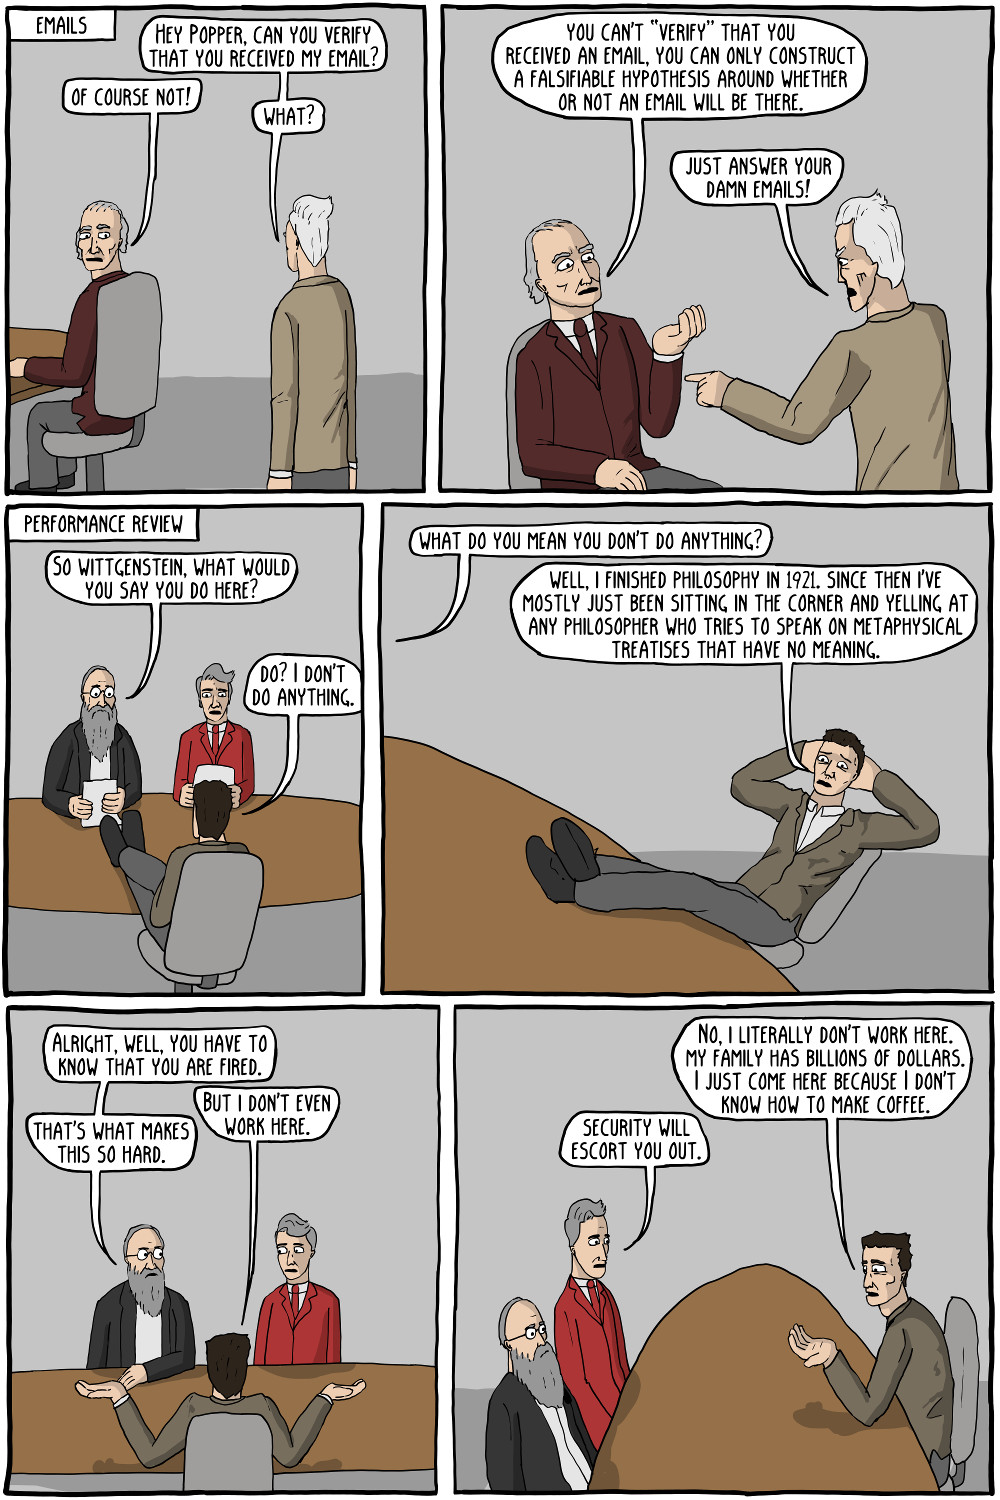 EMAILS
HEY POPPER, CAN YOU VERIFY
THAT YOU RECEIVED MY EMAIL?
OF COURSE NOT!
WHAT?
YOU CAN'T "VERIFY" THAT YOU
RECEIVED AN EMAIL, YOU CAN ONLY CONSTRUCT
A FALSIFIABLE HYPOTHESIS AROUND WHETHER
OR NOT AN EMAIL WILL BE THERE.
JUST ANSWER YOUR
DAMN EMAILS!
PERFORMANCE REVIEW
SO WITTGENSTEIN, WHAT WOULD
YOU SAY YOU DO HERE?
DO? I DON'T
DO ANYTHING.
WHAT DO YOU MEAN YOU DON'T DO ANYTHING?
WELL, I FINISHED PHILOSOPHY IN 1921. SINCE THEN I'VE
MOSTLY JUST BEEN SITTING IN THE CORNER AND YELLING AT
ANY PHILOSOPHER WHO TRIES TO SPEAK ON METAPHYSICAL
TREATISES THAT HAVE NO MEANING.
ALRIGHT, WELL, YOU HAVE TO
KNOW THAT YOU ARE FIRED.
BUT I DON'T EVEN
WORK HERE.
THAT'S WHAT MAKES
THIS SO HARD.
NO, I LITERALLY DON'T WORK HERE.
MY FAMILY HAS BILLIONS OF DOLLARS.
I JUST COME HERE BECAUSE I DON'T
KNOW HOW TO MAKE COFFEE.
SECURITY WILL
ESCORT YOU OUT.